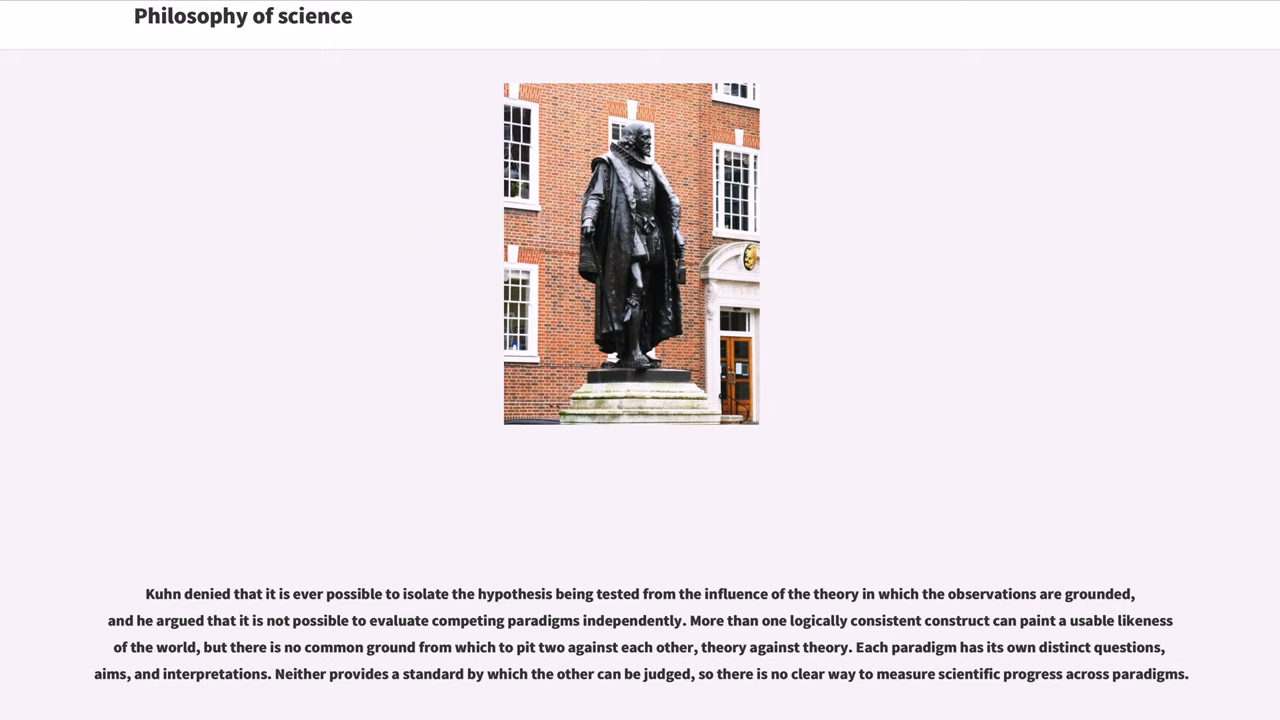 Philosophy of science
Kuhn denied that it is ever possible to isolate the hypothesis being tested from the influence of the theory in which the observations are grounded,
and he argued that it is not possible to evaluate competing paradigms independently. More than one logically consistent construct can paint a usable likeness
of the world, but there is no common ground from which to pit two against each other, theory against theory. Each paradigm has its own distinct questions,
aims, and interpretations. Neither provides a standard by which the other can be judged, so there is no clear way to measure scientific progress across paradigms.